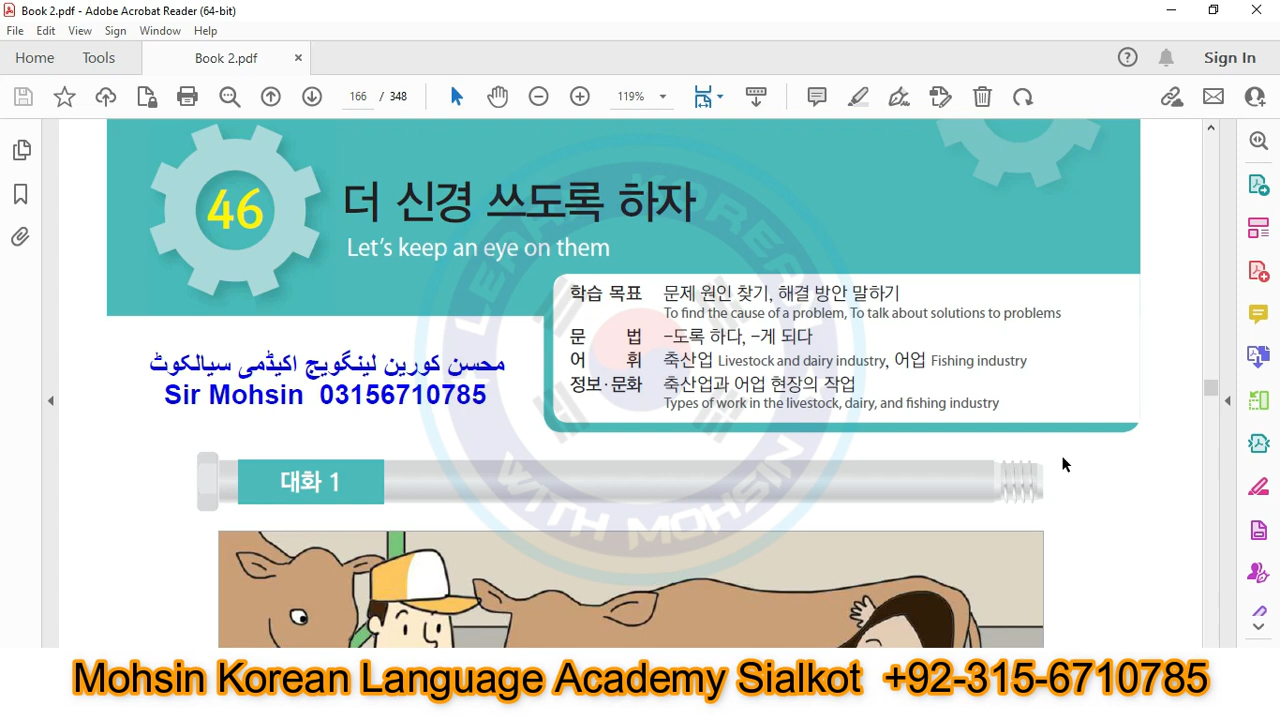 Book 2.pdf - Adobe Acrobat Reader (64-bit)
File Edit View Sign Window Help
Home Tools Book 2.pdf × Sign In
166 / 348 119%
46
더 신경 쓰도록 하자
Let's keep an eye on them
학습 목표 문제 원인 찾기, 해결 방안 말하기
To find the cause of a problem, To talk about solutions to problems
문 법 –도록 하다, –게 되다
어 휘 축산업 Livestock and dairy industry, 어업 Fishing industry
정보·문화 축산업과 어업 현장의 작업
Types of work in the livestock, dairy, and fishing industry
محسن کورین لینگویج اکیڈمی سیالکوٹ
Sir Mohsin 03156710785
LEARN KOREAN
WITH MOHSIN
대화 1
Mohsin Korean Language Academy Sialkot +92-315-6710785